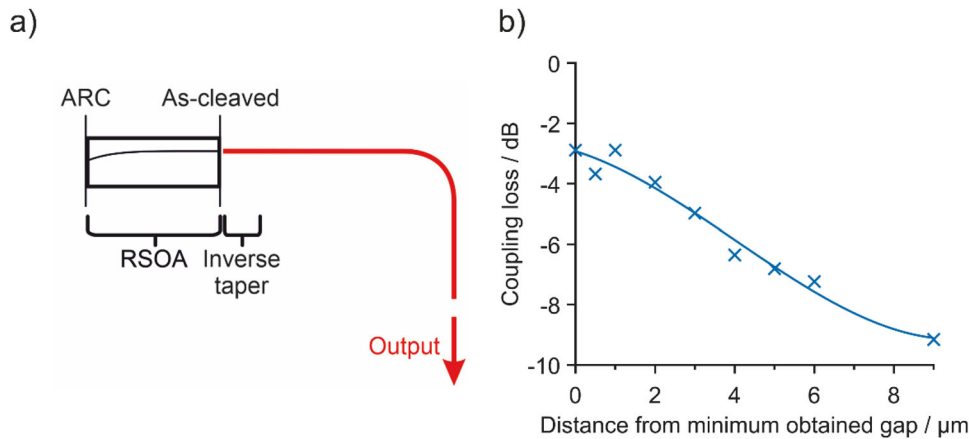 a)
ARC
As-cleaved
RSOA
Inverse
taper
Output
b)
0
-2
-4
-6
-8
-10
Coupling loss / dB
0
2
4
6
8
Distance from minimum obtained gap / μm